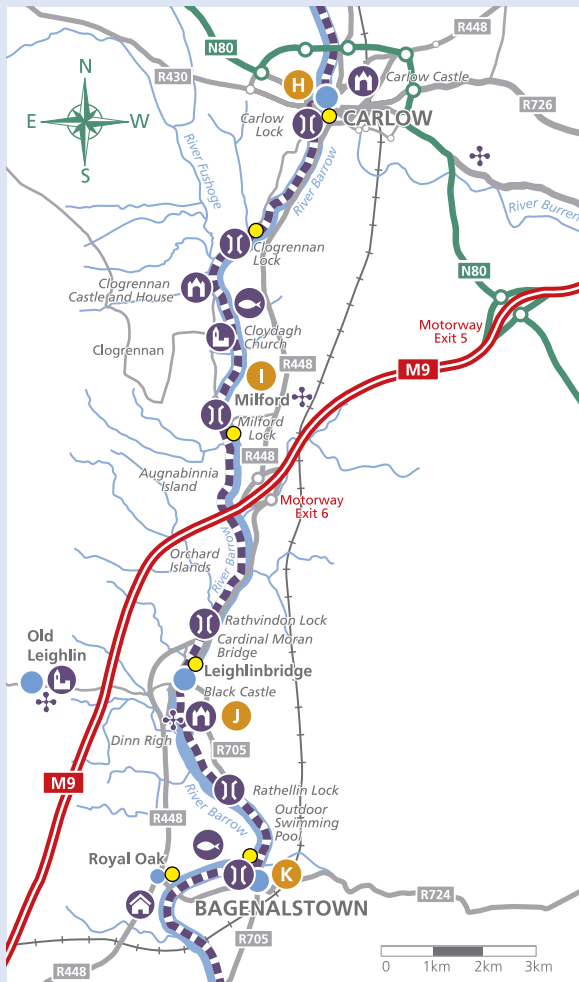 N80
R448
R430
H
Carlow Castle
N
E
W
S
CARLOW
R726
Carlow
Lock
River Fushoge
River Barrow
River Burren
Clogrennan
Lock
N80
Clogrennan
Castle and House
Cloydagh
Church
Motorway
Exit 5
Clogrennan
R448
M9
I
Milford
Milford
Lock
R448
Augnabinnia
Island
Motorway
Exit 6
River Barrow
Orchard
Islands
Rathvindon Lock
Cardinal Moran
Bridge
Old
Leighlin
Leighlinbridge
Black Castle
J
Dinn Righ
R705
M9
Rathellin Lock
River Barrow
Outdoor
Swimming
Pool
R448
Royal Oak
K
R724
BAGENALSTOWN
R705
R448
0
1km
2km
3km